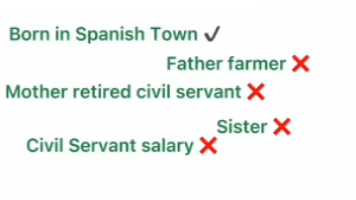 Born in Spanish Town ✓
Father farmer ❌
Mother retired civil servant ❌
Sister ❌
Civil Servant salary ❌